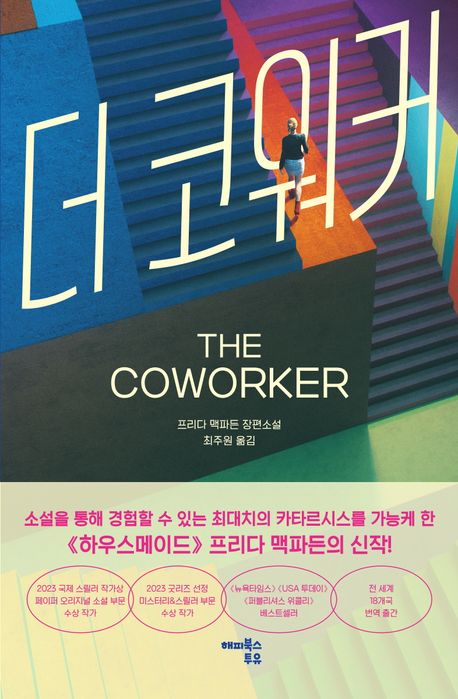 더 코워커
THE
COWORKER
프리다 맥파든 장편소설
최주원 옮김
소설을 통해 경험할 수 있는 최대치의 카타르시스를 가능케 한
《하우스메이드》 프리다 맥파든의 신작!
2023 국제 스릴러 작가상
페이퍼 오리지널 소설 부문
수상 작가
2023 굿리즈 선정
미스터리&스릴러 부문
수상 작가
〈뉴욕타임스〉 〈USA 투데이〉
〈퍼블리셔스 위클리〉
베스트셀러
전 세계
18개국
번역 출간
해피북스
투유